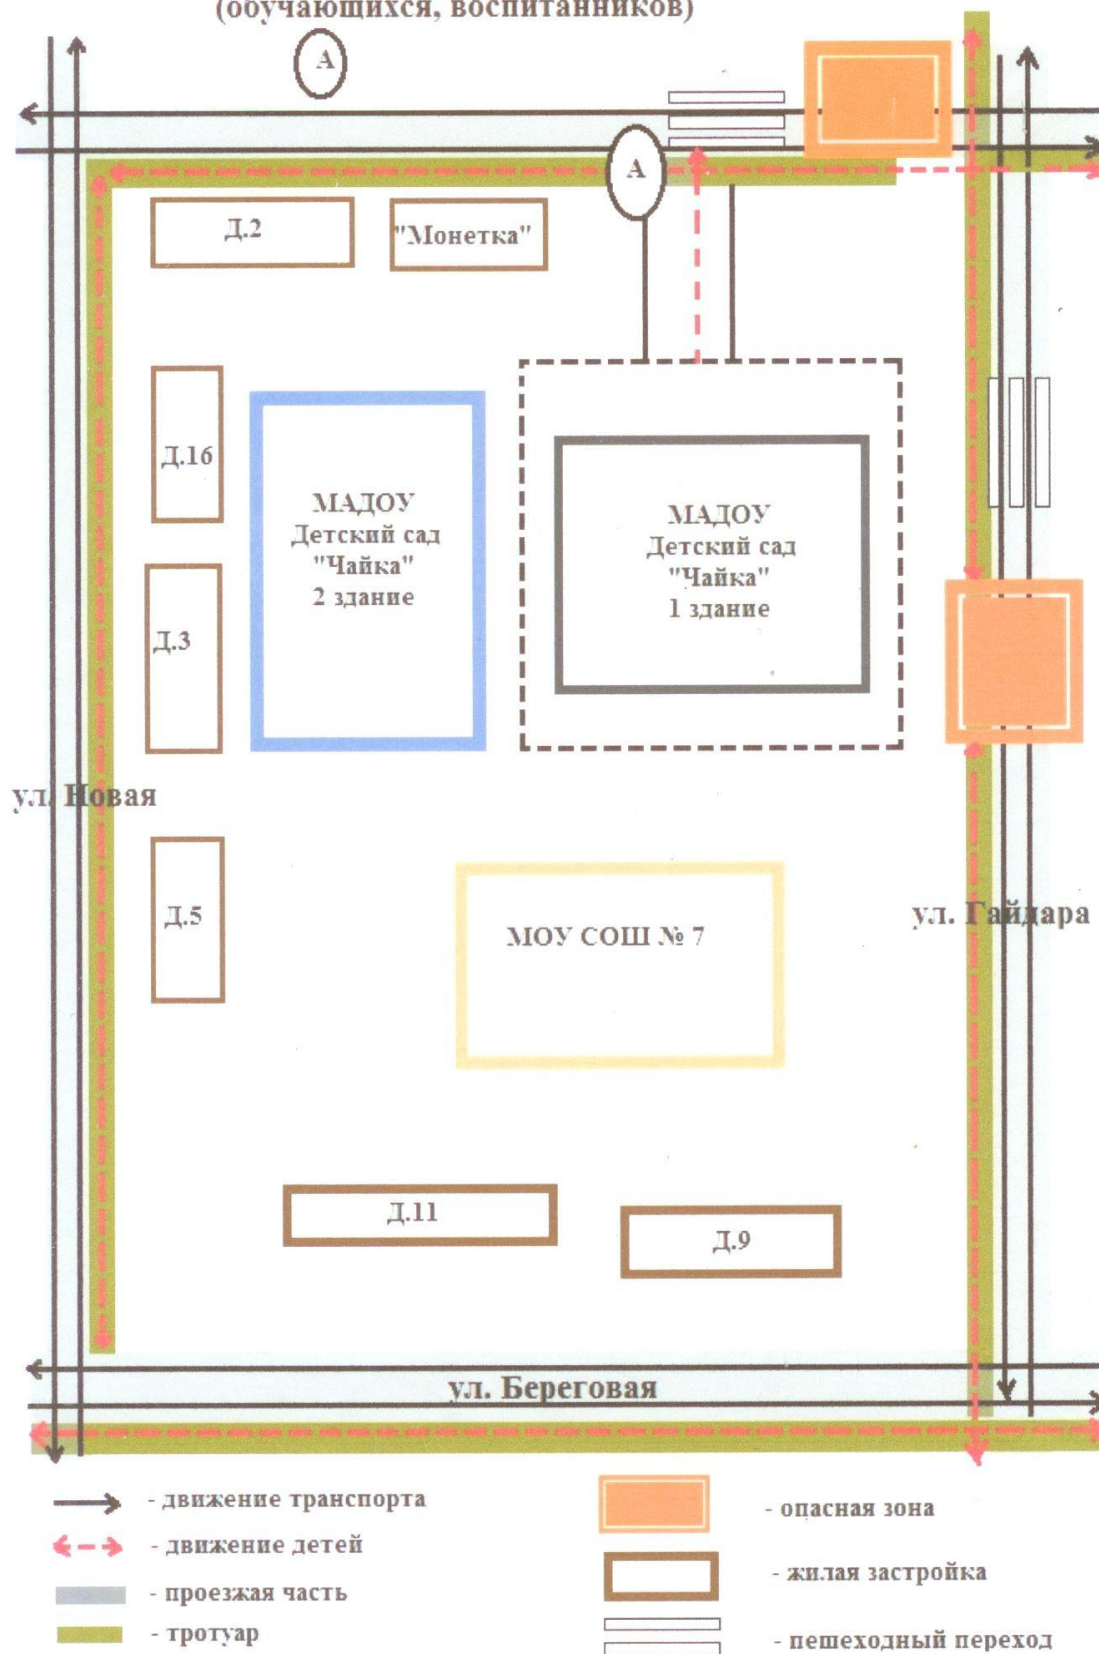 (обучающихся, воспитанников)
А
А
Д.2
"Монетка"
Д.16
МАДОУ
Детский сад
"Чайка"
2 здание
МАДОУ
Детский сад
"Чайка"
1 здание
Д.3
ул. Новая
Д.5
МОУ СОШ № 7
ул. Гайдара
Д.11
Д.9
ул. Береговая
- движение транспорта
- движение детей
- проезжая часть
- тротуар
- опасная зона
- жилая застройка
- пешеходный переход